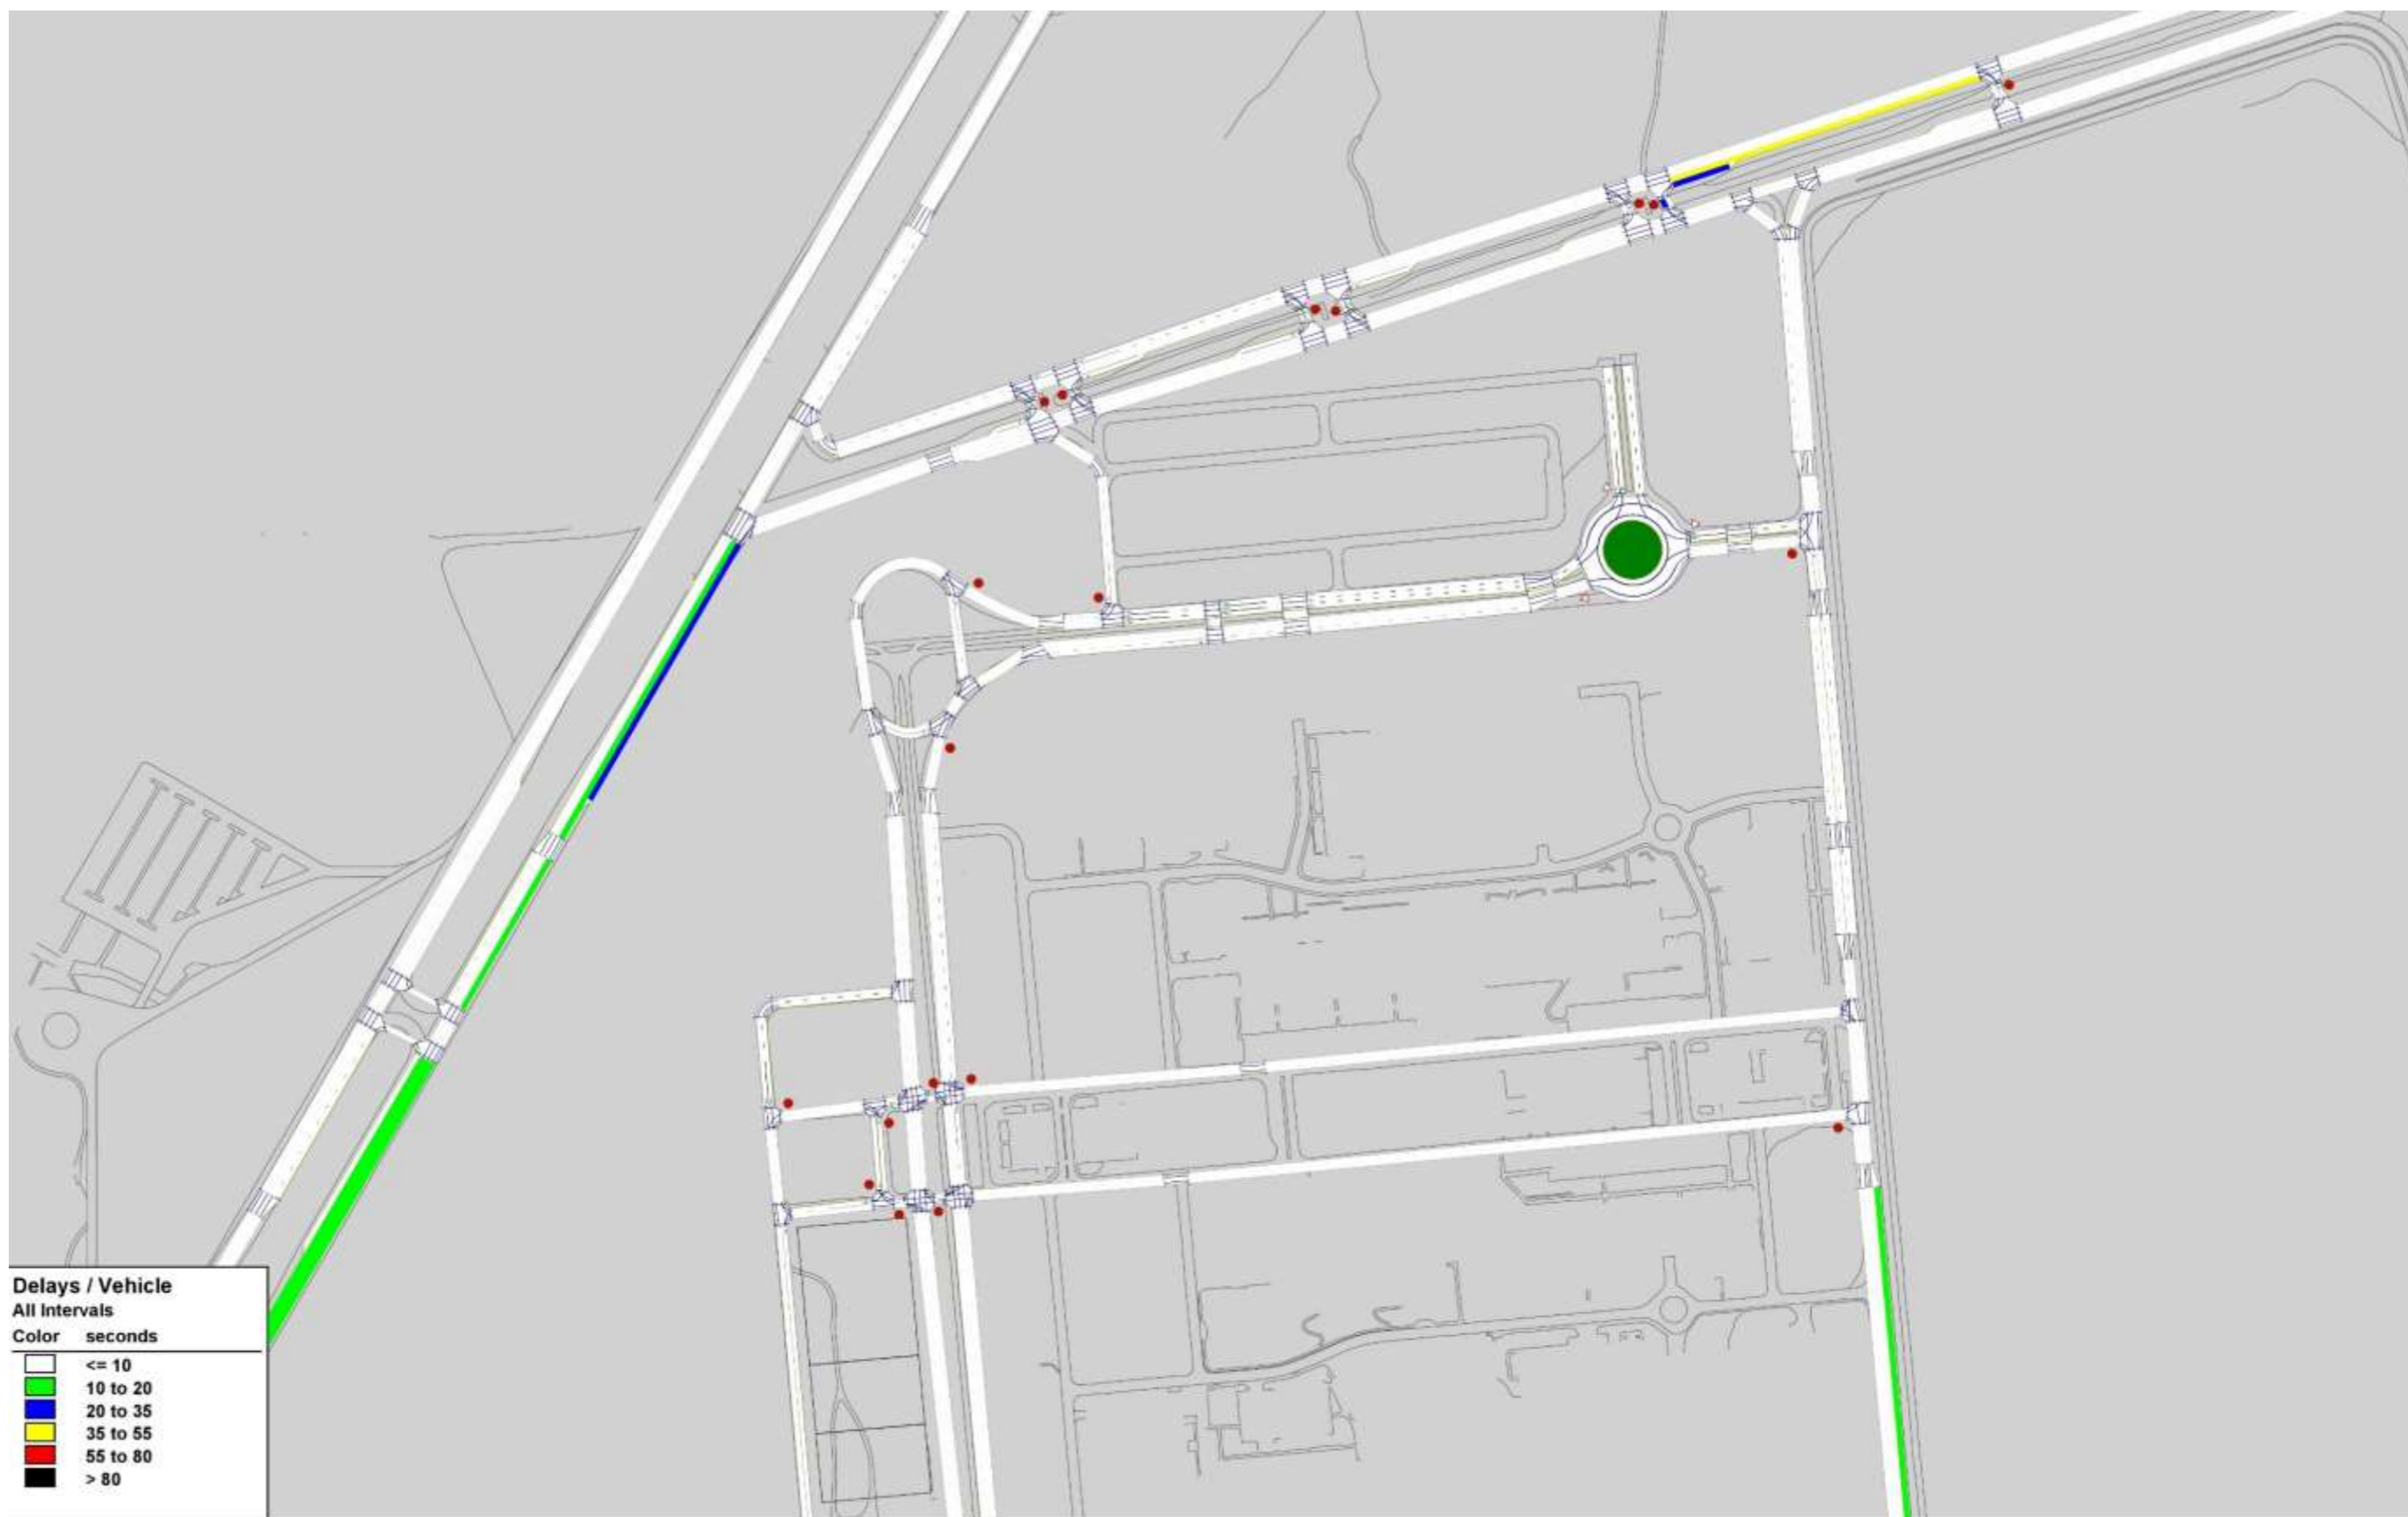 Delays / Vehicle
All Intervals
Color seconds
<= 10
10 to 20
20 to 35
35 to 55
55 to 80
> 80